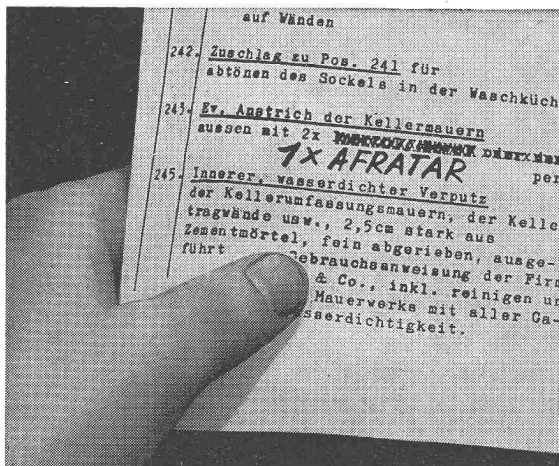 auf Wänden
242. Zuschlag zu Pos. 241 für
abtönen des Sockels in der Waschküch
243. Ev. Anstrich der Kellermauern
aussen mit 2x
1x AFRATAR per
245. Innerer, wasserdichter Verputz
der Kellerumfassungsmauern, der Kelle
tragwände usw., 2,5cm stark aus
Zementmörtel, fein abgerieben, ausge-
führt Gebrauchsanweisung der Firm
& Co., inkl. reinigen un
Mauerwerks mit aller Ga-
sserdichtigkeit.